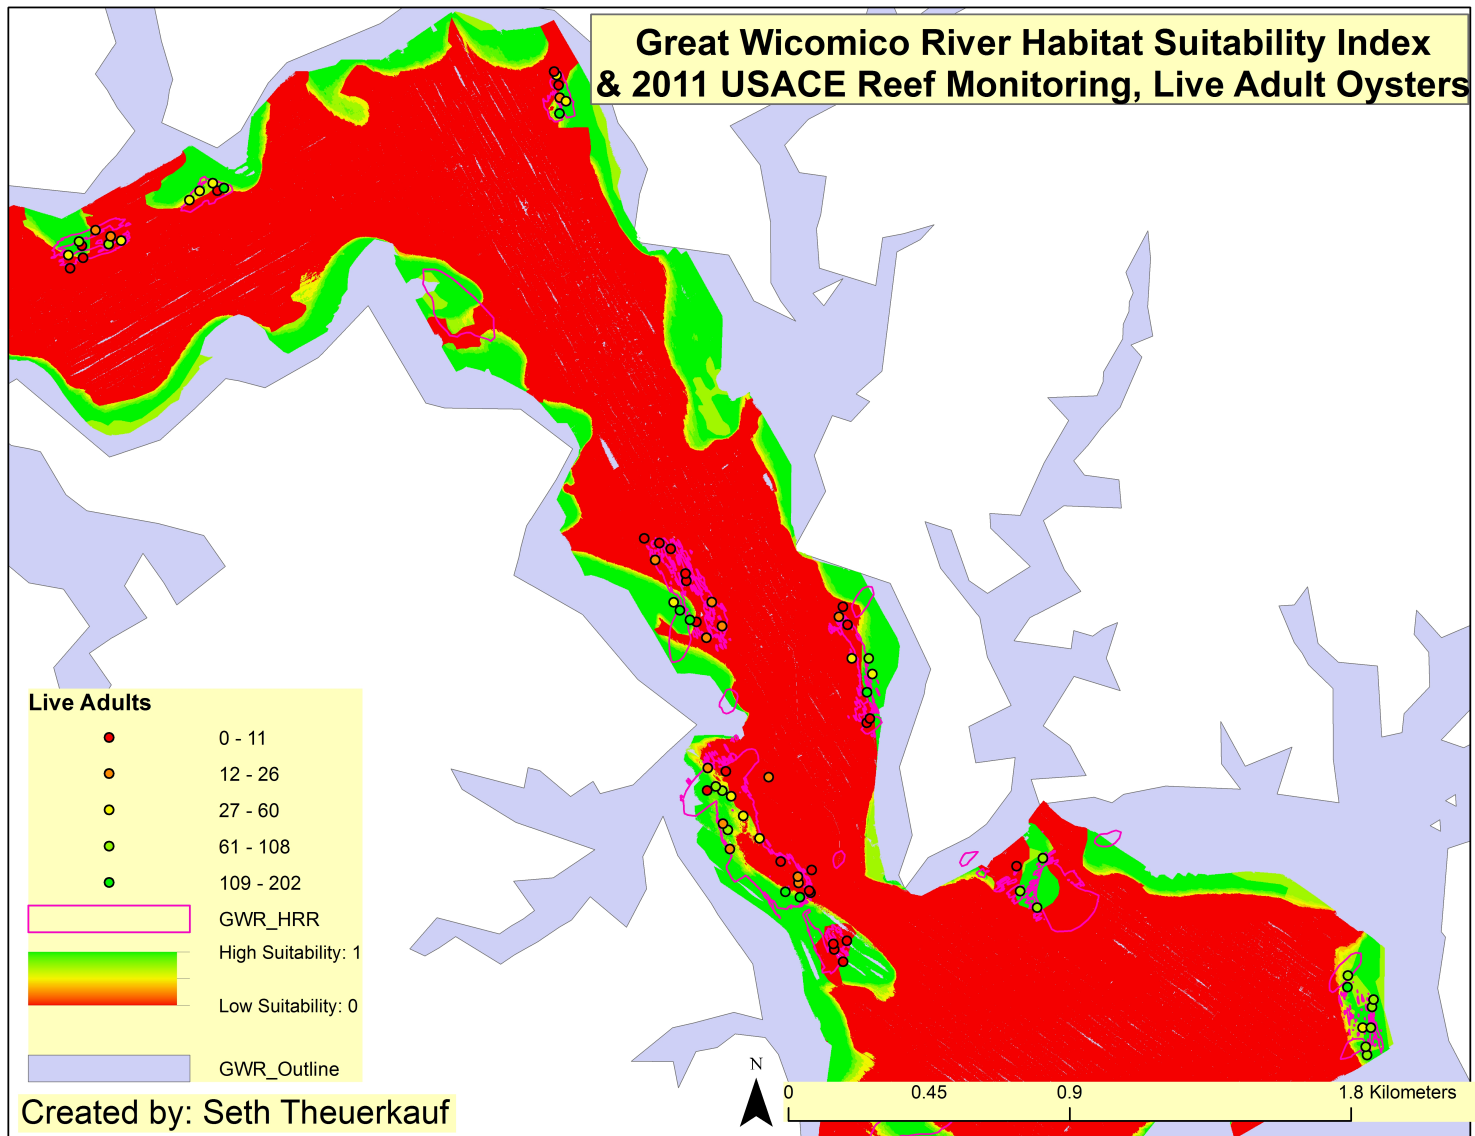 Great Wicomico River Habitat Suitability Index
& 2011 USACE Reef Monitoring, Live Adult Oysters
Live Adults
0 - 11
12 - 26
27 - 60
61 - 108
109 - 202
GWR_HRR
High Suitability: 1
Low Suitability: 0
GWR_Outline
Created by: Seth Theuerkauf
N
0 0.45 0.9 1.8 Kilometers